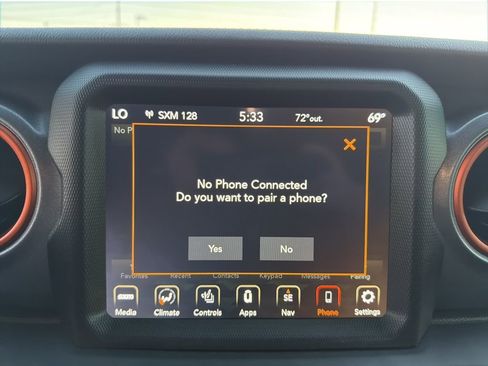 LO SXM 128 5:33 72°out. 69°
No P
X
No Phone Connected
Do you want to pair a phone?
Yes No
Favorites Recent Contacts Keypad Messages Pairing
SXM SE
Media Climate Controls Apps Nav Phone Settings